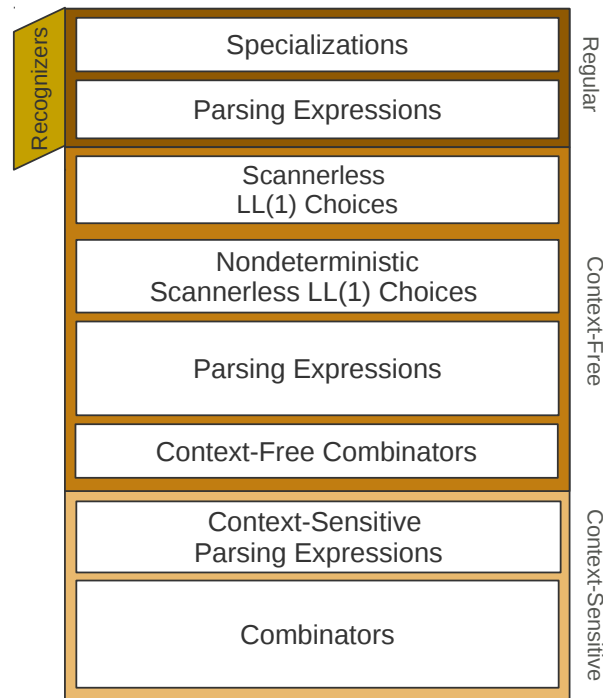 Recognizers
Specializations
Parsing Expressions
Regular
Scannerless
LL(1) Choices
Nondeterministic
Scannerless LL(1) Choices
Parsing Expressions
Context-Free Combinators
Context-Free
Context-Sensitive
Parsing Expressions
Combinators
Context-Sensitive